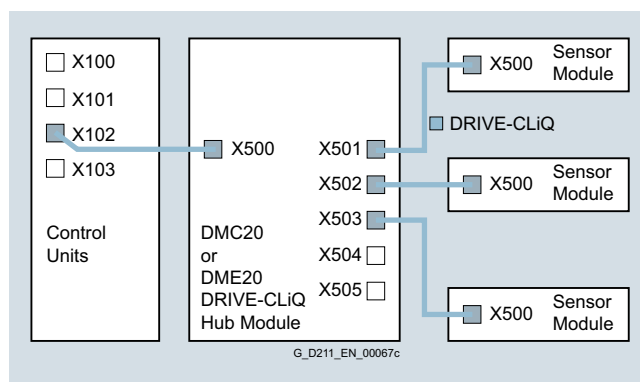 X100
X101
X102
X103
Control
Units
X500
X501
X502
X503
X504
X505
DMC20
or
DME20
DRIVE-CLiQ
Hub Module
X500
Sensor
Module
DRIVE-CLiQ
X500
Sensor
Module
X500
Sensor
Module
G_D211_EN_00067c